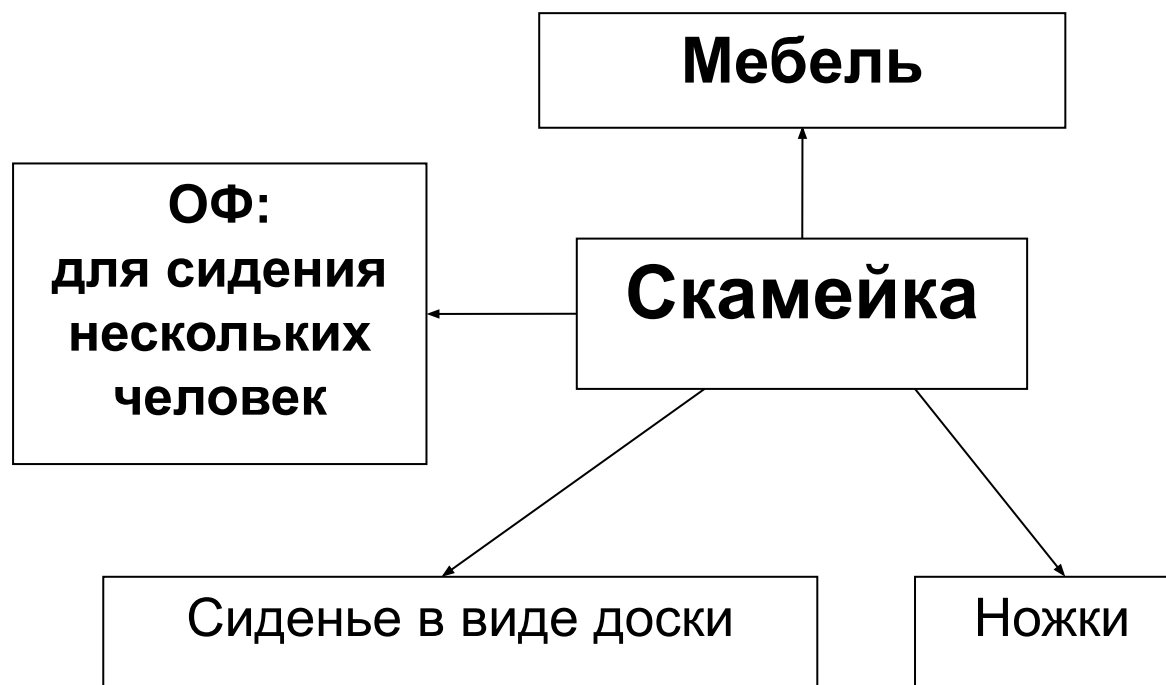 Мебель
ОФ:
для сидения
нескольких
человек
Скамейка
Сиденье в виде доски
Ножки